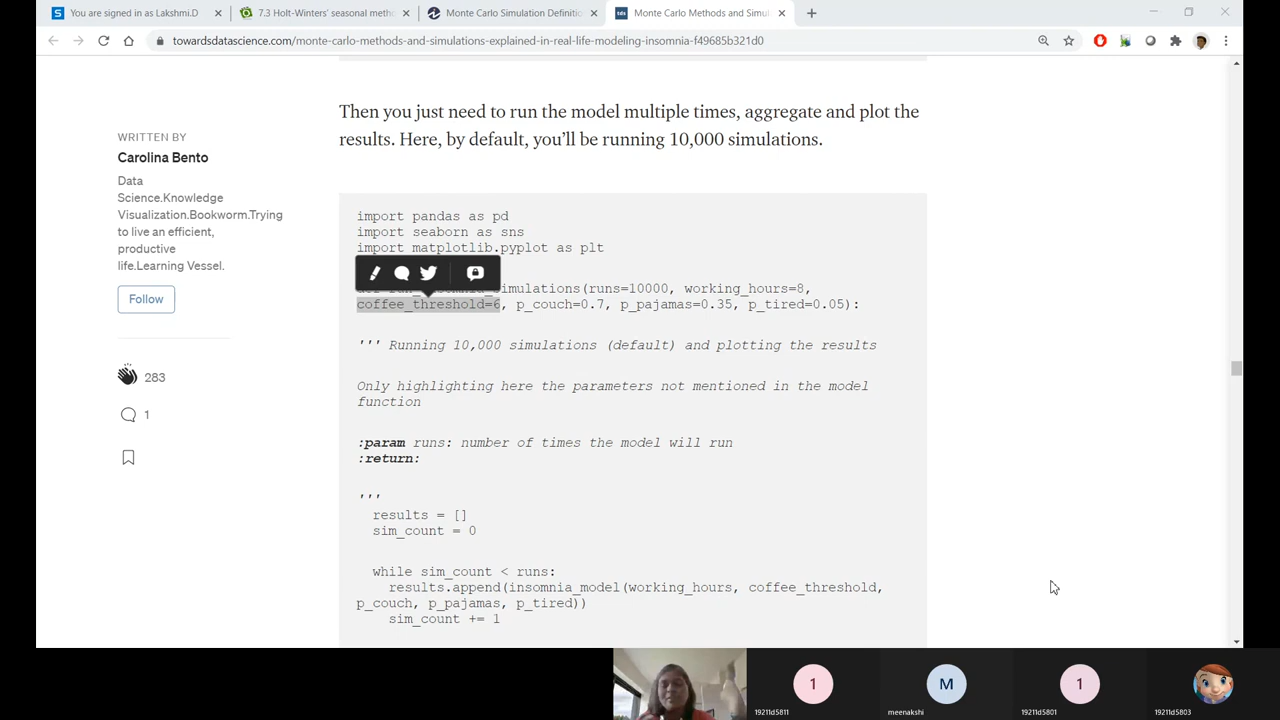 You are signed in as Lakshmi.D
7.3 Holt-Winters' seasonal meth
Monte Carlo Simulation Definitio
tds
Monte Carlo Methods and Simul
towardsdatascience.com/monte-carlo-methods-and-simulations-explained-in-real-life-modeling-insomnia-f49685b321d0
Then you just need to run the model multiple times, aggregate and plot the
results. Here, by default, you'll be running 10,000 simulations.
WRITTEN BY
Carolina Bento
Data
Science.Knowledge
Visualization.Bookworm.Trying
to live an efficient,
productive
life.Learning Vessel.
Follow
283
1
import pandas as pd
import seaborn as sns
import matplotlib.pyplot as plt
simulations(runs=10000, working_hours=8,
coffee_threshold=6, p_couch=0.7, p_pajamas=0.35, p_tired=0.05):
''' Running 10,000 simulations (default) and plotting the results
Only highlighting here the parameters not mentioned in the model
function
:param runs: number of times the model will run
:return:
'''
results = []
sim_count = 0
while sim_count < runs:
results.append(insomnia_model(working_hours, coffee_threshold,
p_couch, p_pajamas, p_tired))
sim_count += 1
1
M
1
19211d5811
meenakshi
19211d5801
19211d5803